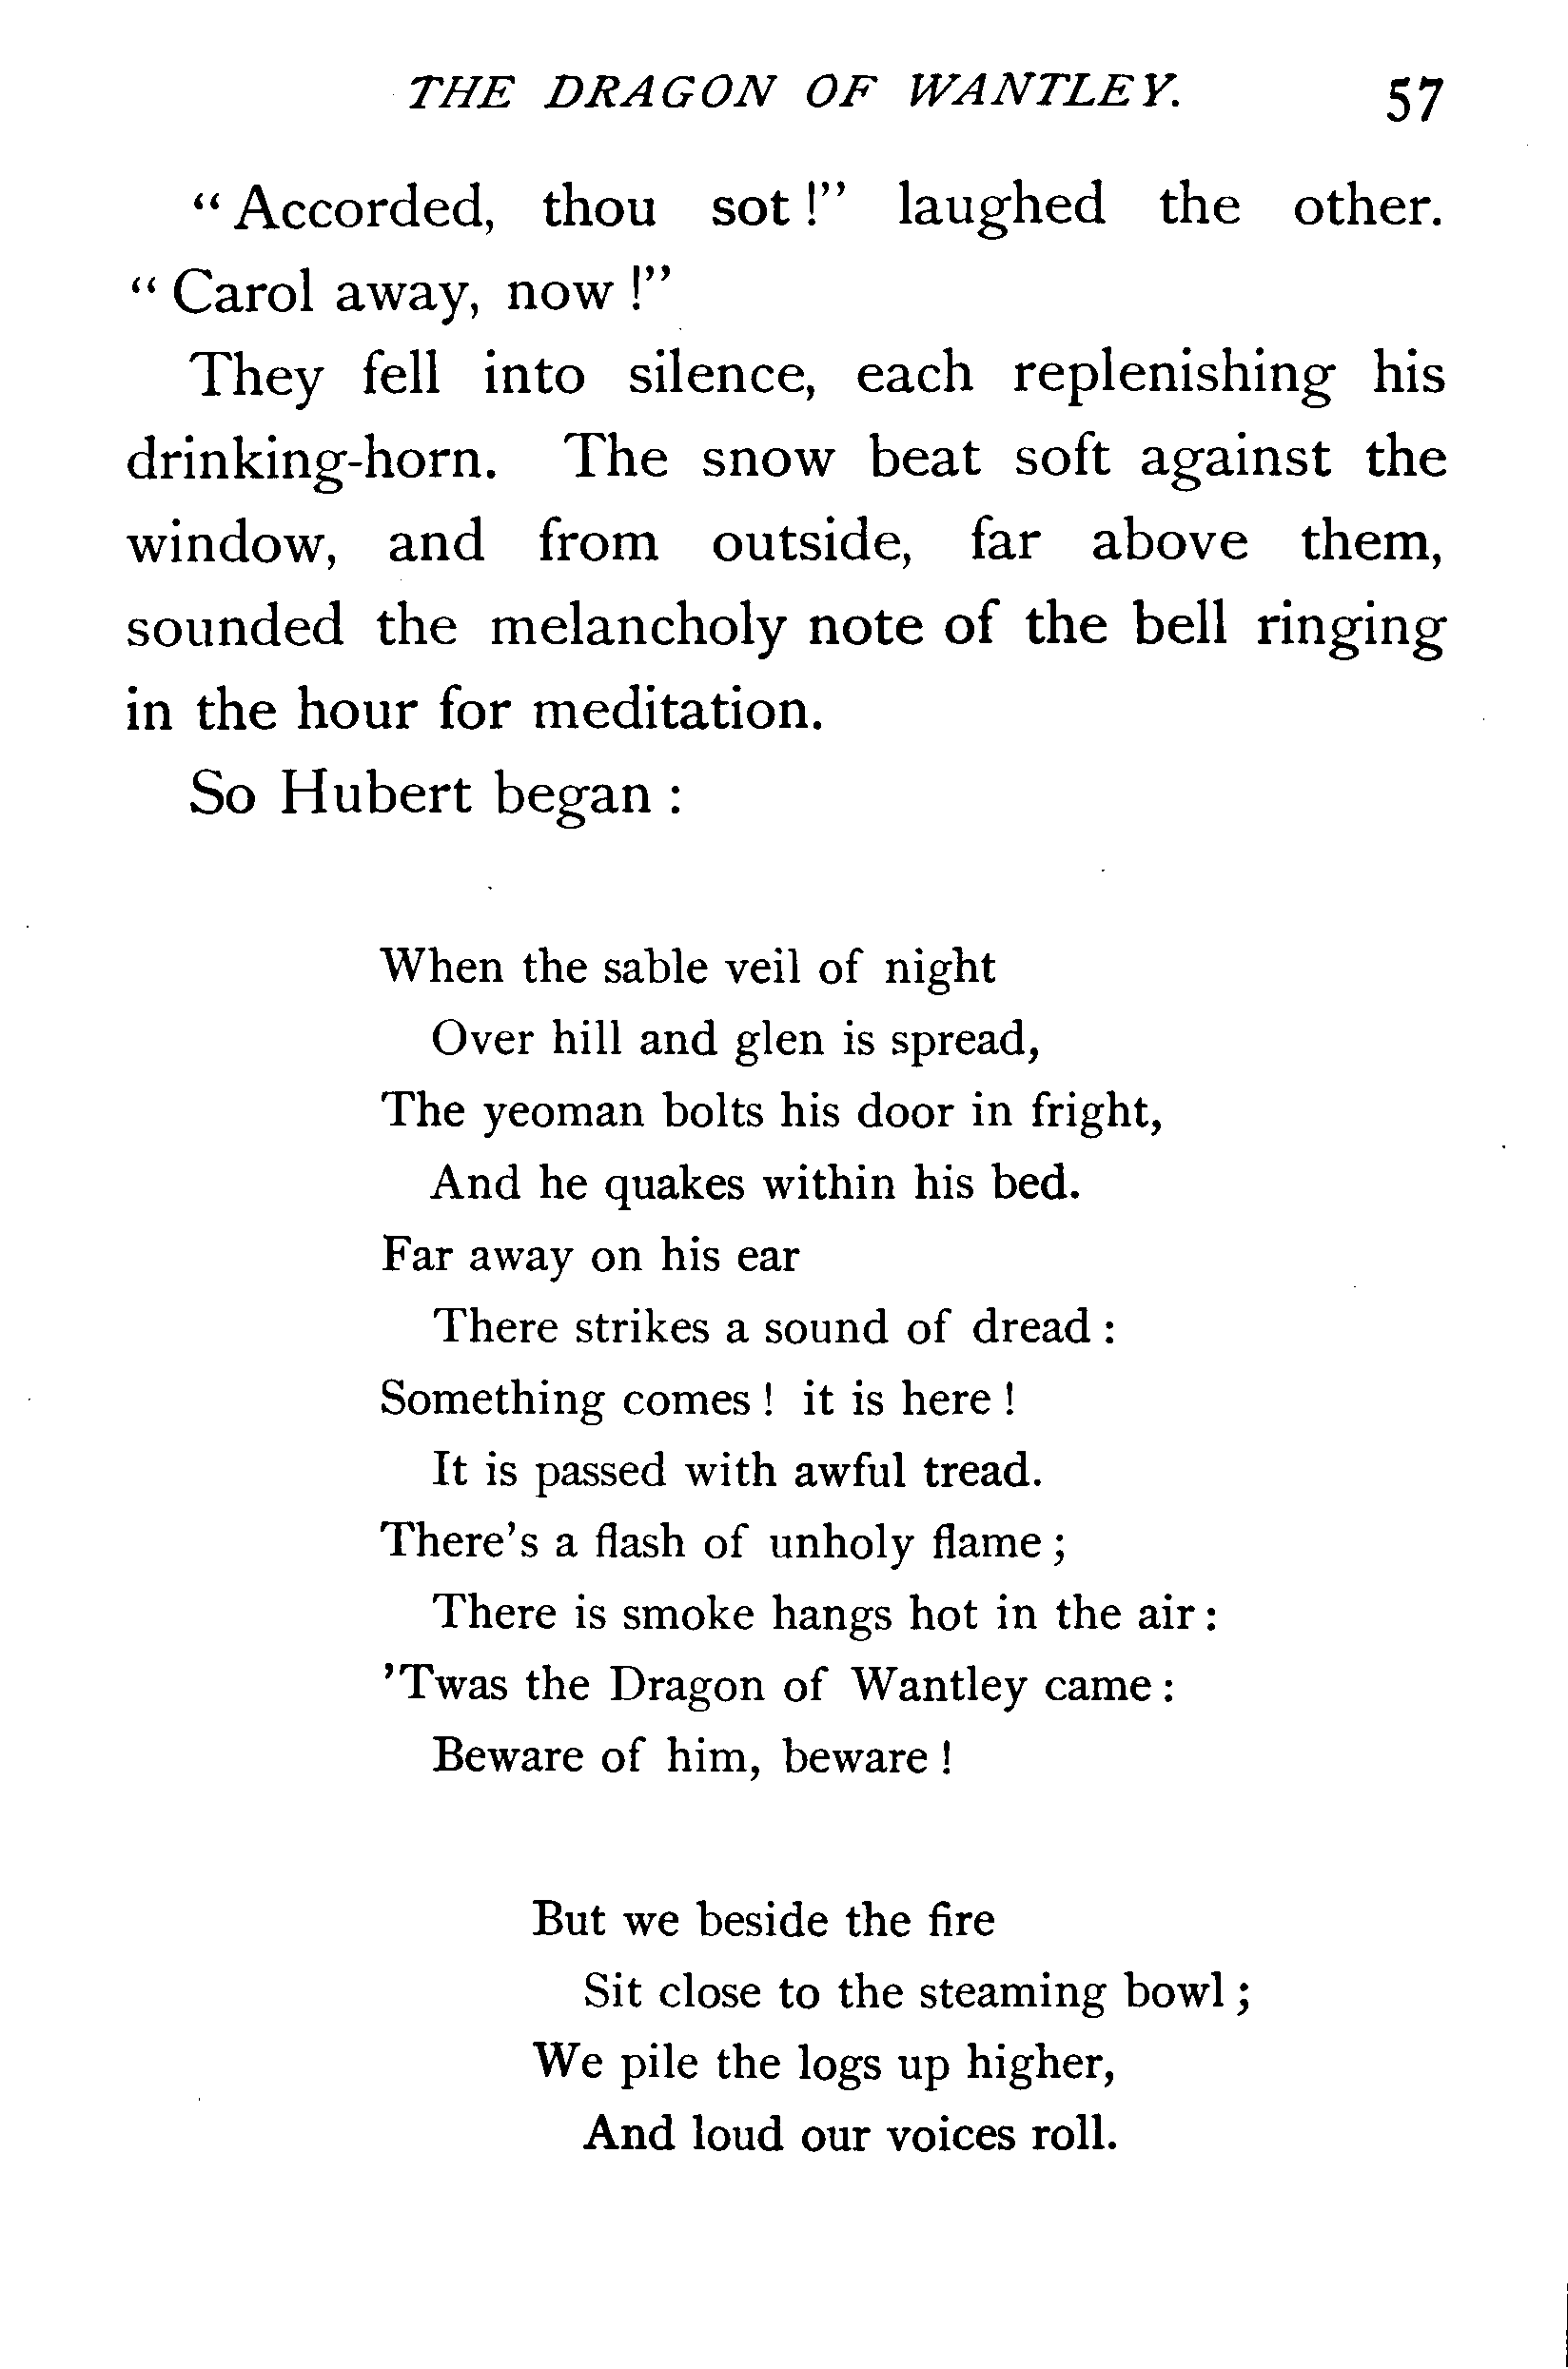 THE DRAGON OF WANTLEY. 57
“Accorded, thou sot!” laughed the other.
“Carol away, now!”
They fell into silence, each replenishing his
drinking-horn. The snow beat soft against the
window, and from outside, far above them,
sounded the melancholy note of the bell ringing
in the hour for meditation.
So Hubert began :
When the sable veil of night
Over hill and glen is spread,
The yeoman bolts his door in fright,
And he quakes within his bed.
Far away on his ear
There strikes a sound of dread :
Something comes ! it is here !
It is passed with awful tread.
There's a flash of unholy flame ;
There is smoke hangs hot in the air :
'Twas the Dragon of Wantley came :
Beware of him, beware !
But we beside the fire
Sit close to the steaming bowl ;
We pile the logs up higher,
And loud our voices roll.